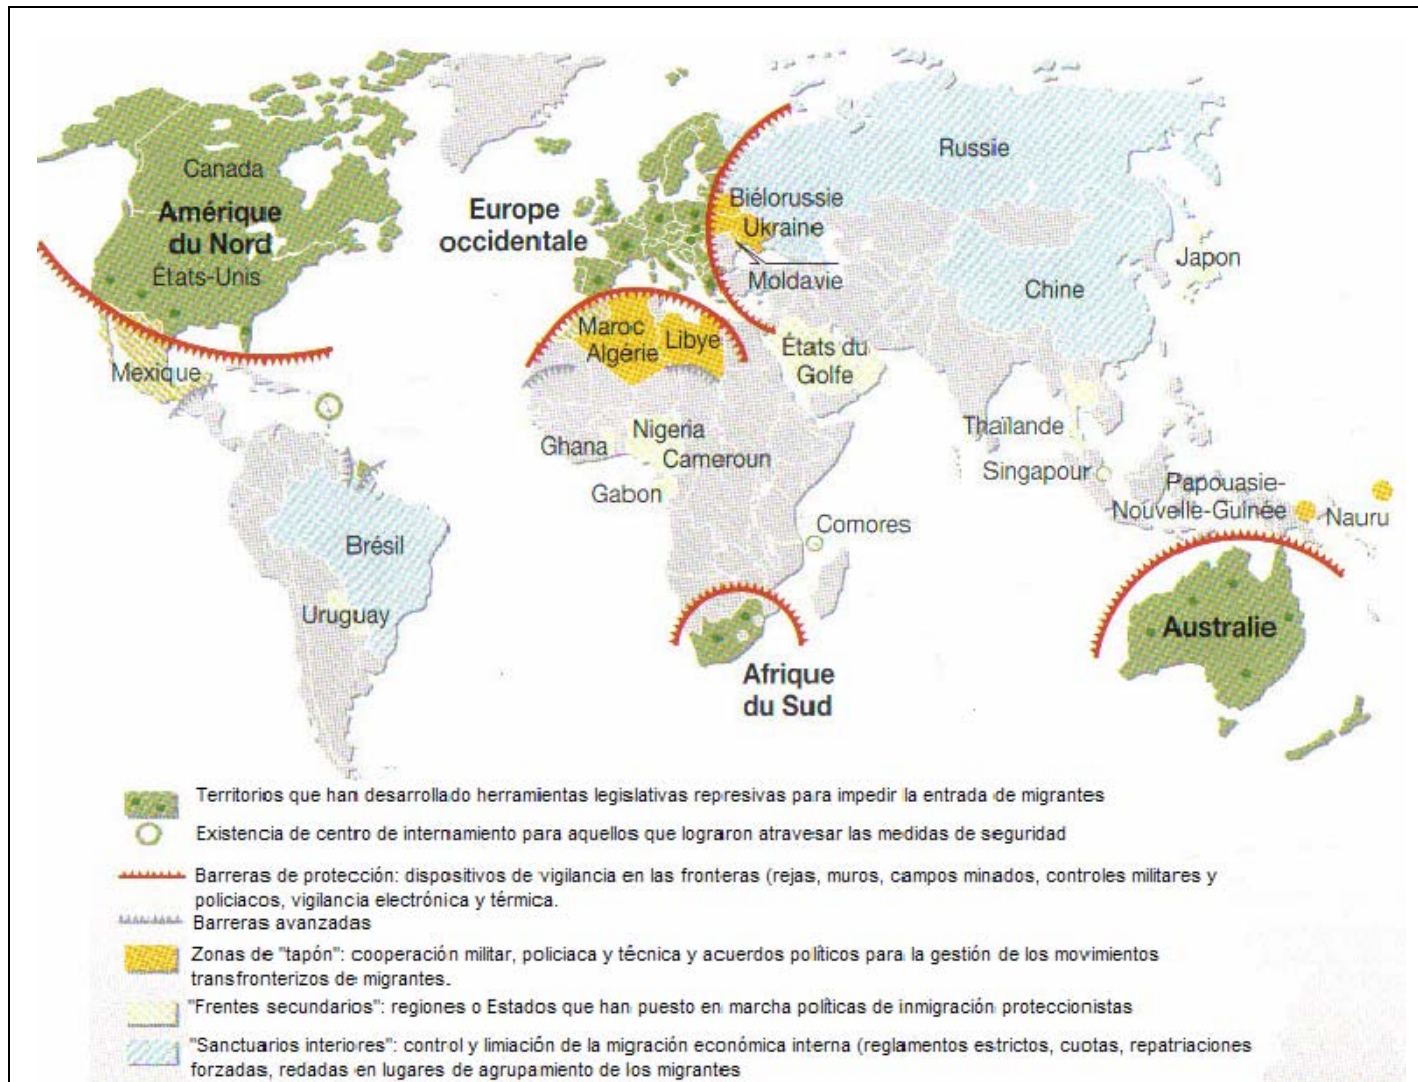 Canada
Amérique
du Nord
États-Unis
Mexique
Europe
occidentale
Russie
Biélorussie
Ukraine
Moldavie
Japon
Chine
Maroc
Algérie
Libye
États du
Golfe
Thaïlande
Singapour
Ghana
Nigeria
Cameroun
Gabon
Comores
Papouasie-
Nouvelle-Guinée
Nauru
Brésil
Uruguay
Australie
Afrique
du Sud
Territorios que han desarrollado herramientas legislativas represivas para impedir la entrada de migrantes
Existencia de centro de internamiento para aquellos que lograron atravesar las medidas de seguridad
Barreras de protección: dispositivos de vigilancia en las fronteras (rejas, muros, campos minados, controles militares y
policiacos, vigilancia electrónica y térmica.
Barreras avanzadas
Zonas de "tapón": cooperación militar, policiaca y técnica y acuerdos políticos para la gestión de los movimientos
transfronterizos de migrantes.
"Frentes secundarios": regiones o Estados que han puesto en marcha políticas de inmigración proteccionistas
"Sanctuarios interiores": control y limiación de la migración económica interna (reglamentos estrictos, cuotas, repatriaciones
forzadas, redadas en lugares de agrupamiento de los migrantes